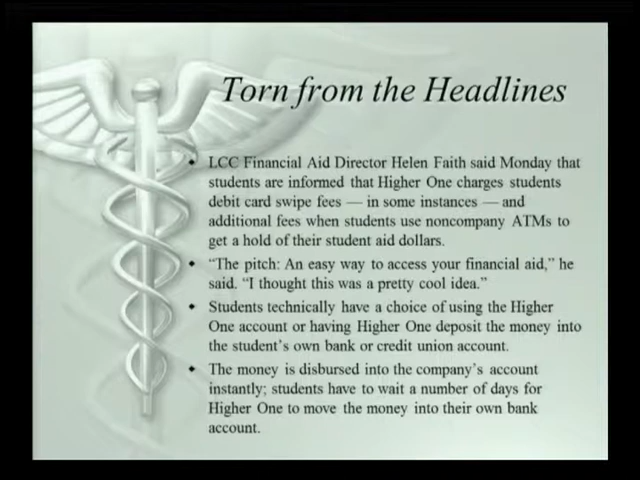 Torn from the Headlines
• LCC Financial Aid Director Helen Faith said Monday that
students are informed that Higher One charges students
debit card swipe fees — in some instances — and
additional fees when students use noncompany ATMs to
get a hold of their student aid dollars.
• “The pitch: An easy way to access your financial aid,” he
said. “I thought this was a pretty cool idea.”
• Students technically have a choice of using the Higher
One account or having Higher One deposit the money into
the student’s own bank or credit union account.
• The money is disbursed into the company’s account
instantly; students have to wait a number of days for
Higher One to move the money into their own bank
account.